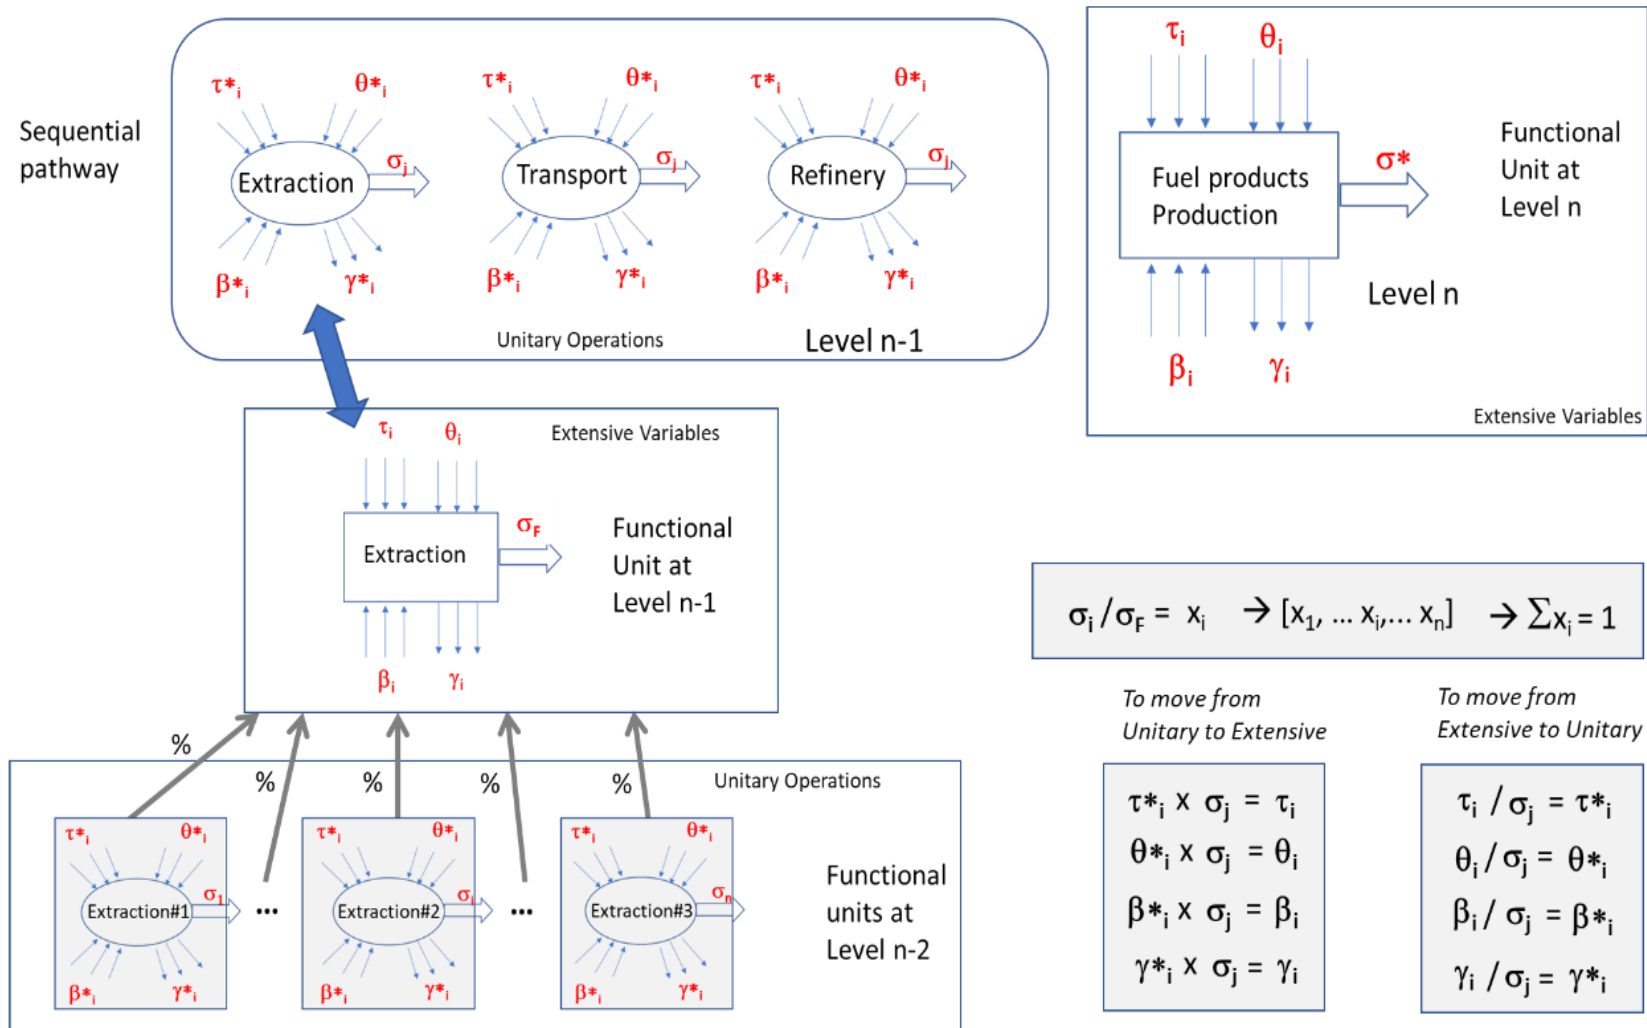 Sequential
pathway
τ*ᵢ θ*ᵢ
Extraction
σⱼ
β*ᵢ γ*ᵢ
τ*ᵢ θ*ᵢ
Transport
σⱼ
β*ᵢ γ*ᵢ
τ*ᵢ θ*ᵢ
Refinery
σⱼ
β*ᵢ γ*ᵢ
Unitary Operations
Level n-1
τᵢ θᵢ
Fuel products
Production
σ*
βᵢ γᵢ
Functional
Unit at
Level n
Level n
Extensive Variables
Extensive Variables
τᵢ θᵢ
Extraction
σF
βᵢ γᵢ
Functional
Unit at
Level n-1
% % % % %
Unitary Operations
τ*ᵢ θ*ᵢ
Extraction#1
σ₁
β*ᵢ γ*ᵢ
...
τ*ᵢ θ*ᵢ
Extraction#2
σᵢ
β*ᵢ γ*ᵢ
...
τ*ᵢ θ*ᵢ
Extraction#3
σₙ
β*ᵢ γ*ᵢ
Functional
units at
Level n-2
σᵢ /σF = xᵢ → [x₁, ... xᵢ,... xₙ] → ∑xᵢ = 1
To move from
Unitary to Extensive
τ*ᵢ x σⱼ = τᵢ
θ*ᵢ x σⱼ = θᵢ
β*ᵢ x σⱼ = βᵢ
γ*ᵢ x σⱼ = γᵢ
To move from
Extensive to Unitary
τᵢ / σⱼ = τ*ᵢ
θᵢ / σⱼ = θ*ᵢ
βᵢ / σⱼ = β*ᵢ
γᵢ / σⱼ = γ*ᵢ